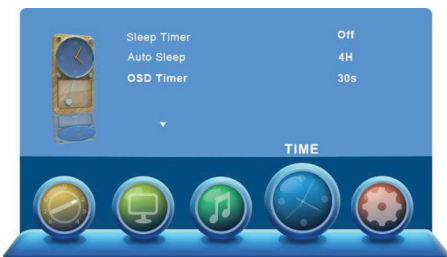 Sleep Timer Off
Auto Sleep 4H
OSD Timer 30s
TIME